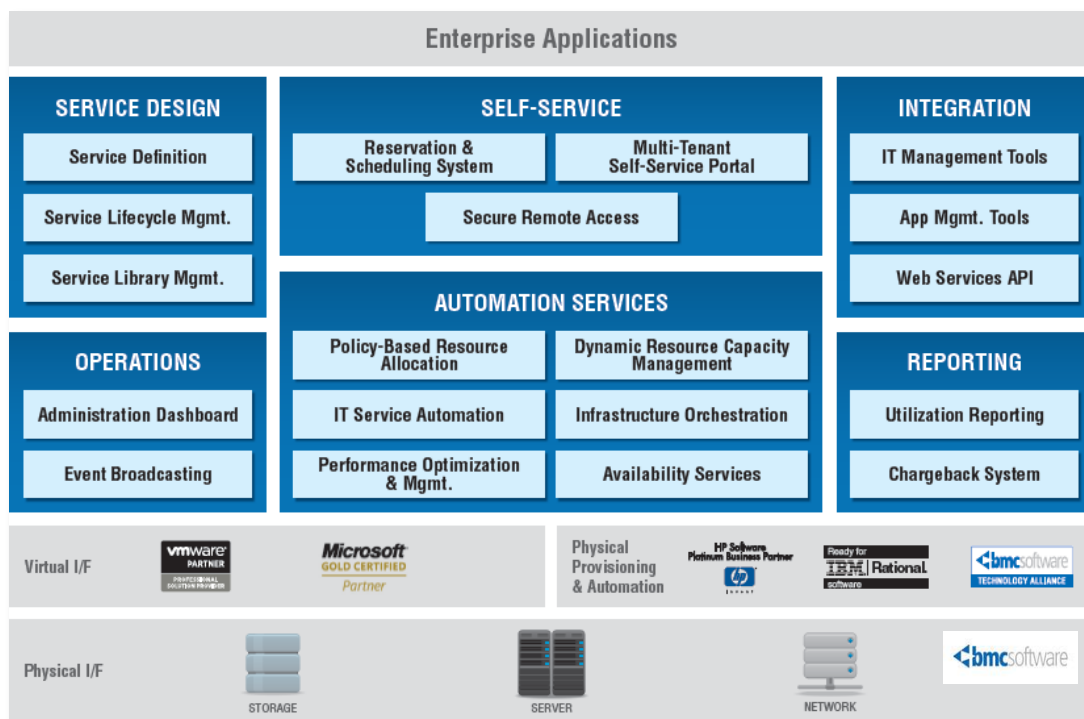 Enterprise Applications
SERVICE DESIGN
Service Definition
Service Lifecycle Mgmt.
Service Library Mgmt.
SELF-SERVICE
Reservation &
Scheduling System
Multi-Tenant
Self-Service Portal
Secure Remote Access
INTEGRATION
IT Management Tools
App Mgmt. Tools
Web Services API
OPERATIONS
Administration Dashboard
Event Broadcasting
AUTOMATION SERVICES
Policy-Based Resource
Allocation
Dynamic Resource Capacity
Management
IT Service Automation
Infrastructure Orchestration
Performance Optimization
& Mgmt.
Availability Services
REPORTING
Utilization Reporting
Chargeback System
Virtual I/F
vmware
PARTNER
PROFESSIONAL
SOLUTION PROVIDER
Microsoft
GOLD CERTIFIED
Partner
Physical
Provisioning
& Automation
HP Software
Platinum Business Partner
hp
invent
Ready for
IBM Rational
software
bmcsoftware
TECHNOLOGY ALLIANCE
Physical I/F
STORAGE
SERVER
NETWORK
bmcsoftware